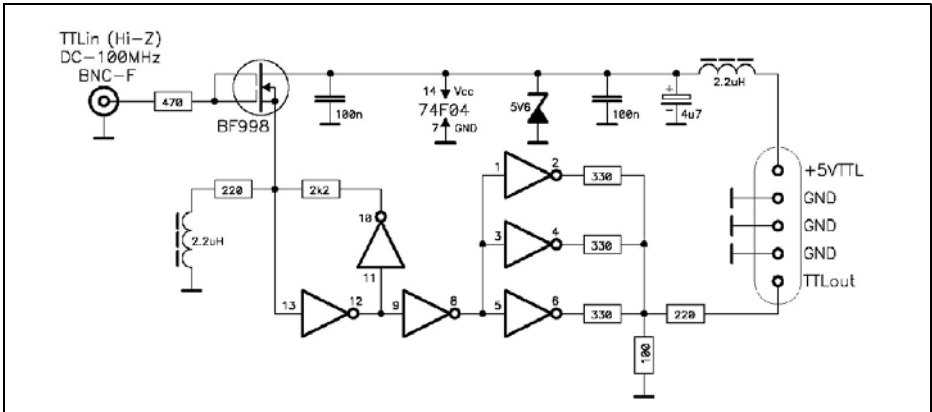 TTLin (Hi-Z)
DC-100MHz
BNC-F
470
BF998
100n
14 Vcc
74F04
7 GND
5V6
100n
+
-
4u7
2.2uH
220
2k2
2.2uH
10
11
13
12
9
8
1
2
330
3
4
330
5
6
330
100
220
+5VTTL
GND
GND
GND
TTLout